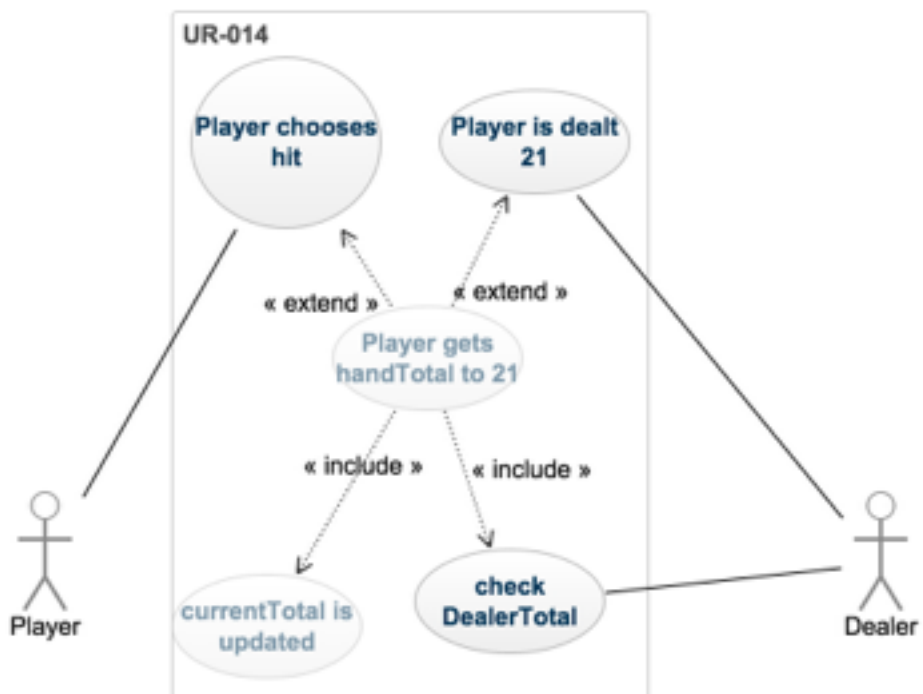 UR-014
Player chooses
hit
Player is dealt
21
« extend »
« extend »
Player gets
handTotal to 21
« include »
« include »
currentTotal is
updated
check
DealerTotal
Player
Dealer